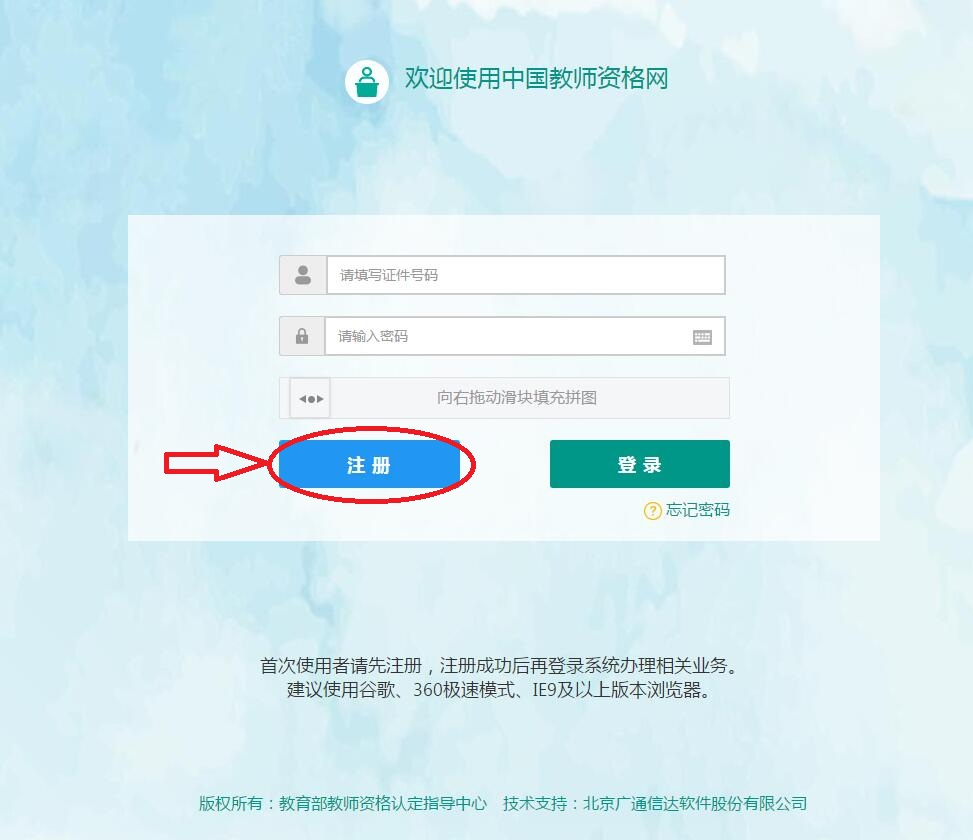 欢迎使用中国教师资格网
请填写证件号码
请输入密码
向右拖动滑块填充拼图
注 册
登 录
?忘记密码
首次使用者请先注册，注册成功后再登录系统办理相关业务。
建议使用谷歌、360极速模式、IE9及以上版本浏览器。
版权所有：教育部教师资格认定指导中心 技术支持：北京广通信达软件股份有限公司